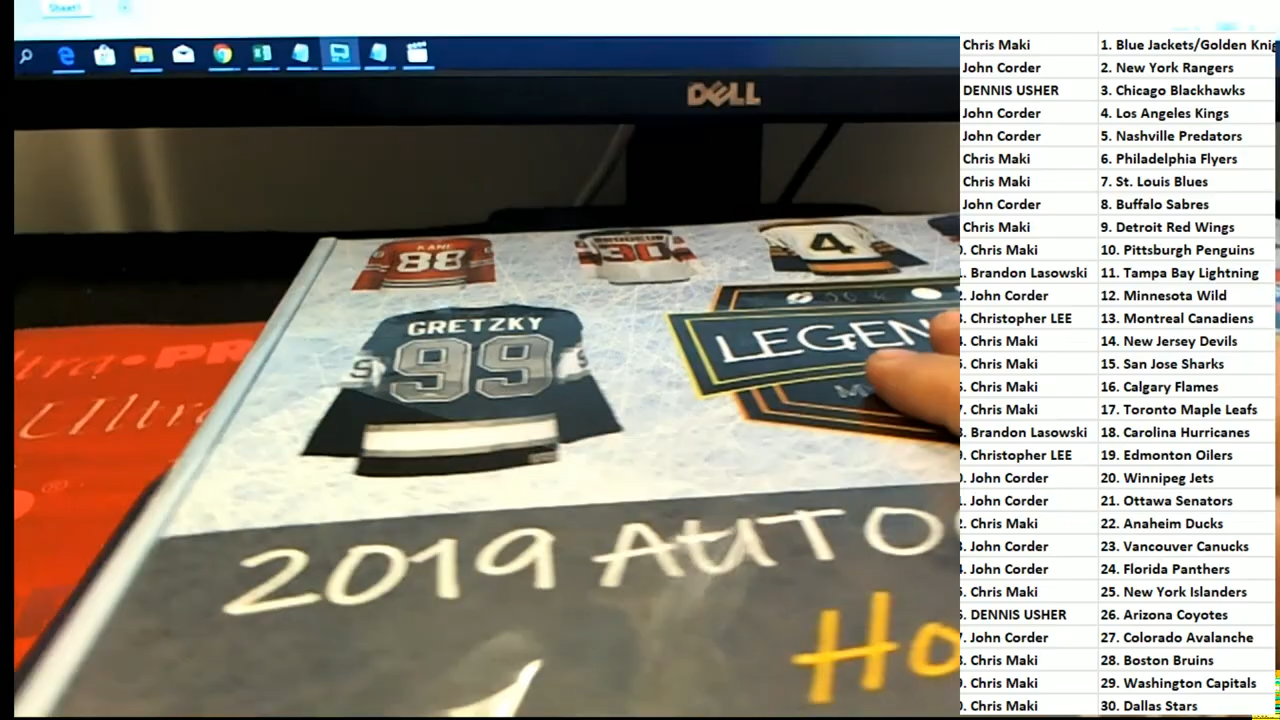 Sheet1
DELL
KANE
88
30
4
GRETZKY
99
9
LEGEN
2019 AUTO
HO
ultra•PR
Ultra
®
Chris Maki 1. Blue Jackets/Golden Knig
John Corder 2. New York Rangers
DENNIS USHER 3. Chicago Blackhawks
John Corder 4. Los Angeles Kings
John Corder 5. Nashville Predators
Chris Maki 6. Philadelphia Flyers
Chris Maki 7. St. Louis Blues
John Corder 8. Buffalo Sabres
Chris Maki 9. Detroit Red Wings
. Chris Maki 10. Pittsburgh Penguins
. Brandon Lasowski 11. Tampa Bay Lightning
. John Corder 12. Minnesota Wild
. Christopher LEE 13. Montreal Canadiens
. Chris Maki 14. New Jersey Devils
. Chris Maki 15. San Jose Sharks
. Chris Maki 16. Calgary Flames
. Chris Maki 17. Toronto Maple Leafs
. Brandon Lasowski 18. Carolina Hurricanes
. Christopher LEE 19. Edmonton Oilers
. John Corder 20. Winnipeg Jets
. John Corder 21. Ottawa Senators
. Chris Maki 22. Anaheim Ducks
. John Corder 23. Vancouver Canucks
. John Corder 24. Florida Panthers
. Chris Maki 25. New York Islanders
. DENNIS USHER 26. Arizona Coyotes
. John Corder 27. Colorado Avalanche
. Chris Maki 28. Boston Bruins
. Chris Maki 29. Washington Capitals
. Chris Maki 30. Dallas Stars